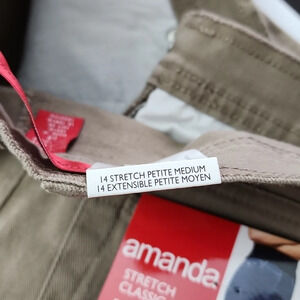 14 STRETCH PETITE MEDIUM
14 EXTENSIBLE PETITE MOYEN
amanda
STRETCH
CLASSIC